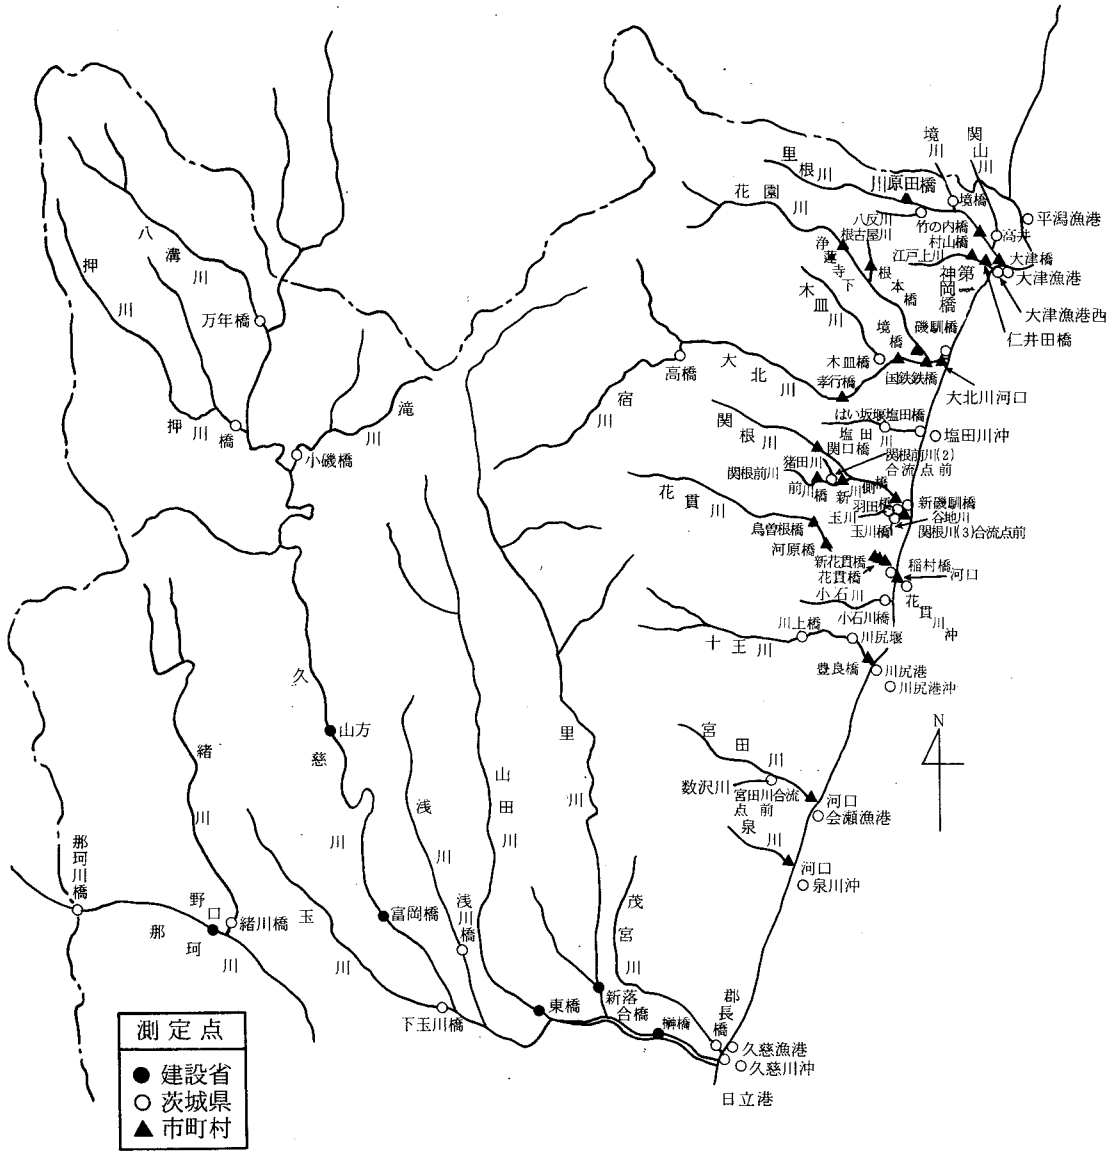 境川
関山川
里根川
川原田橋
境橋
平潟漁港
花園川
八反川
根古屋川
竹の内橋
村山橋
高井
江戸上川
大津橋
浄蓮寺下
根本橋
神岡橋
第一
大津漁港
大津漁港西
仁井田橋
木皿川
境橋
磯馴橋
木皿橋
国鉄鉄橋
大北川河口
八溝川
押川
万年橋
高橋
大北川
孝行橋
宿川
滝川
押川橋
小磯橋
関根川
はい坂堰
塩田橋
塩田川
塩田川沖
関口橋
猪田川
関根前川(2)
合流点前
関根前川
前川橋
新川側橋
花貫川
羽田橋
新磯馴橋
玉川
谷地川
玉川橋
関根川(3)合流点前
鳥曽根橋
河原橋
新花貫橋
花貫橋
稲村橋
河口
小石川
小石川橋
花貫川沖
川上橋
川尻堰
十王川
豊良橋
川尻港
川尻港沖
久慈川
山方
里川
緒川
山田川
浅川
宮田川
数沢川
宮田川合流
点前
河口
会瀬漁港
泉川
河口
泉川沖
N
那珂川橋
野口
緒川橋
那珂川
玉川
富岡橋
浅川橋
茂宮川
下玉川橋
東橋
新落
合橋
榊橋
郡長橋
久慈漁港
久慈川沖
日立港
測定点
● 建設省
○ 茨城県
▲ 市町村